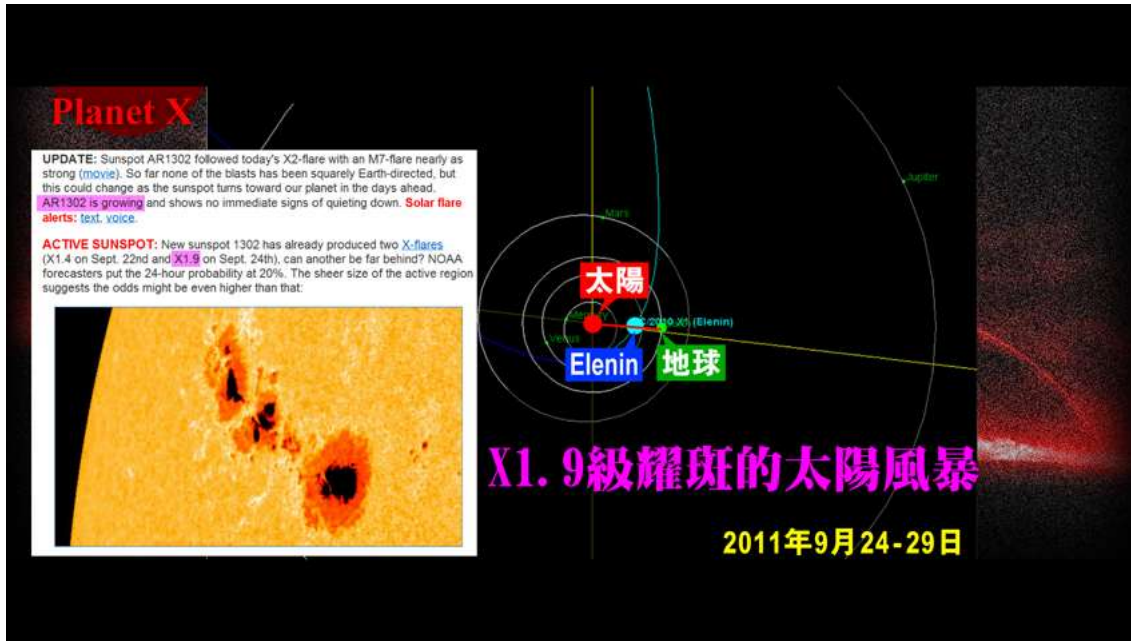 Planet X
UPDATE: Sunspot AR1302 followed today's X2-flare with an M7-flare nearly as
strong (movie). So far none of the blasts has been squarely Earth-directed, but
this could change as the sunspot turns toward our planet in the days ahead.
AR1302 is growing and shows no immediate signs of quieting down. Solar flare
alerts: text, voice.
ACTIVE SUNSPOT: New sunspot 1302 has already produced two X-flares
(X1.4 on Sept. 22nd and X1.9 on Sept. 24th), can another be far behind? NOAA
forecasters put the 24-hour probability at 20%. The sheer size of the active region
suggests the odds might be even higher than that:
Jupiter
Mars
太陽
Mercury
C/2010 X1 (Elenin)
Venus
Elenin
地球
X1.9級耀斑的太陽風暴
2011年9月24-29日